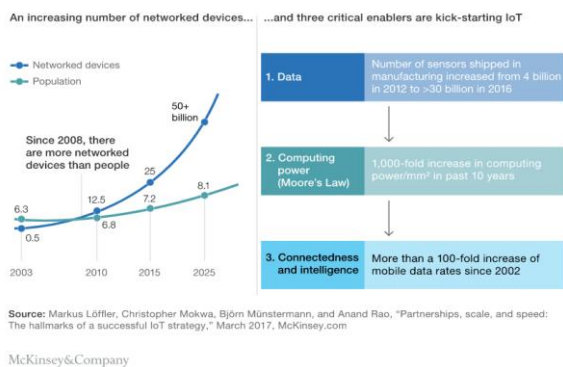 An increasing number of networked devices...
...and three critical enablers are kick-starting IoT
Networked devices
Population
50+
billion
Since 2008, there
are more networked
devices than people
25
12.5
6.3
0.5
6.8
7.2
8.1
2003
2010
2015
2025
1. Data
Number of sensors shipped in
manufacturing increased from 4 billion
in 2012 to >30 billion in 2016
2. Computing
power
(Moore's Law)
1,000-fold increase in computing
power/mm² in past 10 years
3. Connectedness
and intelligence
More than a 100-fold increase of
mobile data rates since 2002
Source: Markus Löffler, Christopher Mokwa, Björn Münstermann, and Anand Rao, “Partnerships, scale, and speed:
The hallmarks of a successful IoT strategy,” March 2017, McKinsey.com
McKinsey&Company